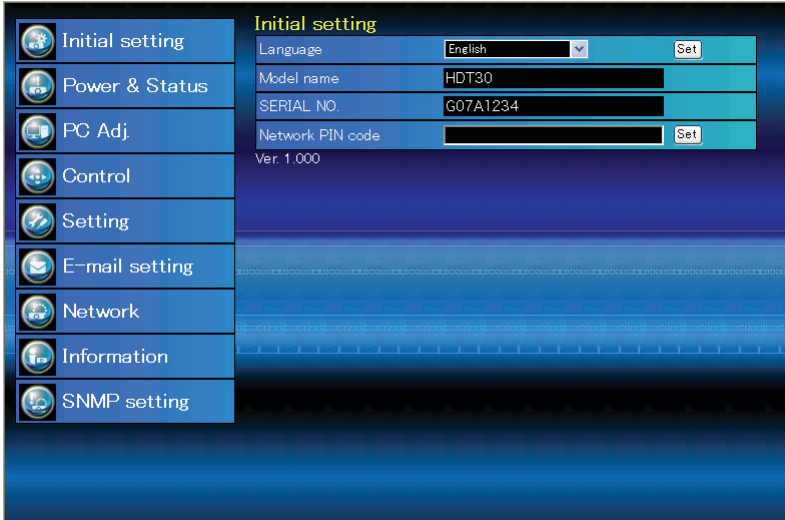 Initial setting
Power & Status
PC Adj.
Control
Setting
E-mail setting
Network
Information
SNMP setting
Initial setting
Language English Set
Model name HDT30
SERIAL NO. G07A1234
Network PIN code Set
Ver. 1.000